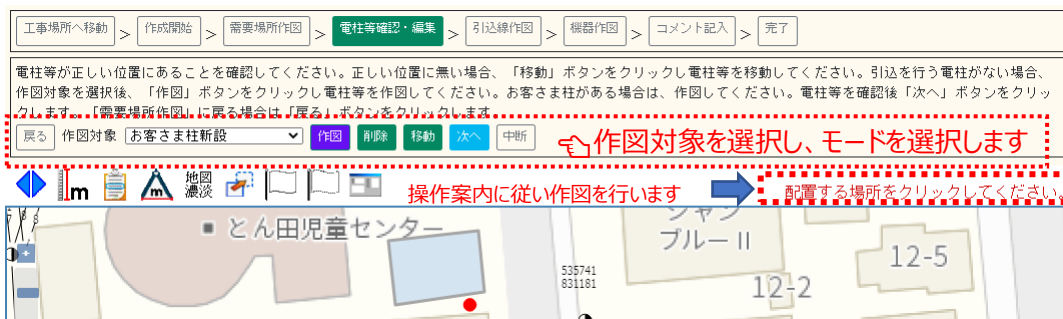 工事場所へ移動 > 作成開始 > 需要場所作図 > 電柱等確認・編集 > 引込線作図 > 機器作図 > コメント記入 > 完了
電柱等が正しい位置にあることを確認してください。正しい位置に無い場合、「移動」ボタンをクリックし電柱等を移動してください。引込を行う電柱がない場合、
作図対象を選択後、「作図」ボタンをクリックし電柱等を作図してください。お客さま柱がある場合は、作図してください。電柱等を確認後「次へ」ボタンをクリッ
クします。「需要場所作図」に戻る場合は「戻る」ボタンをクリックします
戻る 作図対象 お客さま柱新設 作図 削除 移動 次へ 中断
作図対象を選択し、モードを選択します
m m 地図
濃淡
操作案内に従い作図を行います
配置する場所をクリックしてください。
とん田児童センター
シャン
ブルー II
12-5
535741
831181
12-2